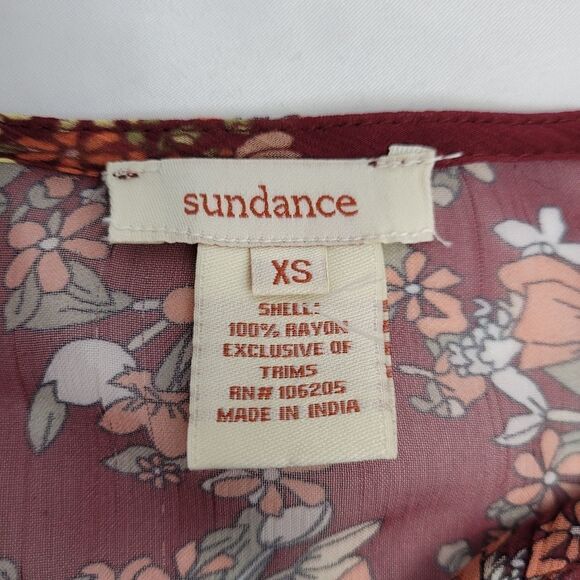 sundance
XS
SHELL:
100% RAYON
EXCLUSIVE OF
TRIMS
RN# 106205
MADE IN INDIA